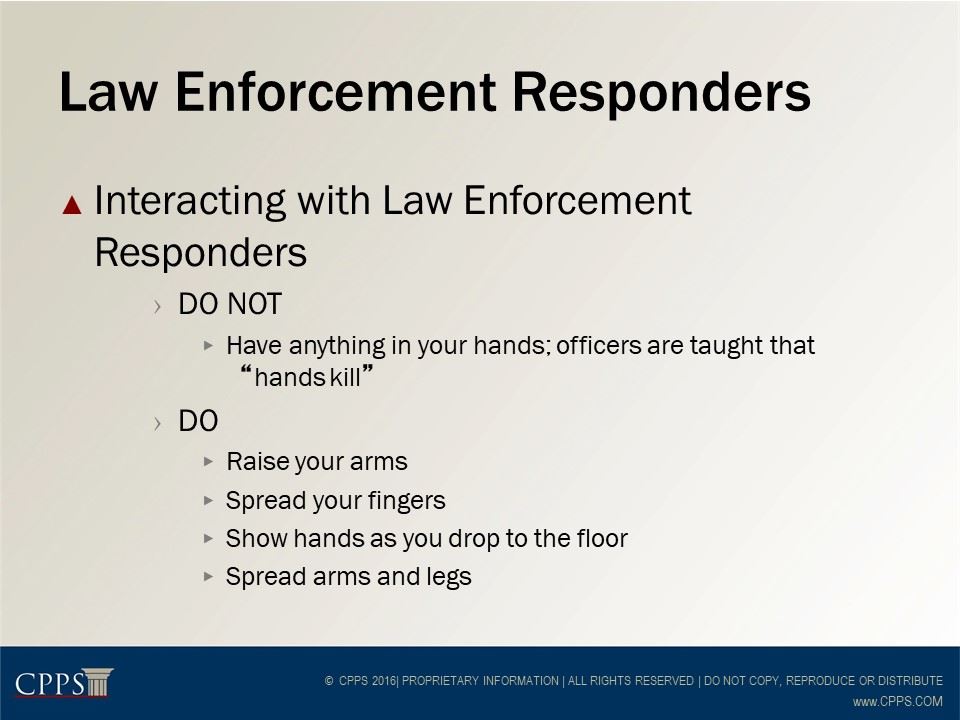 Law Enforcement Responders
▲ Interacting with Law Enforcement
Responders
› DO NOT
▸ Have anything in your hands; officers are taught that
“hands kill”
› DO
▸ Raise your arms
▸ Spread your fingers
▸ Show hands as you drop to the floor
▸ Spread arms and legs
CPPS
© CPPS 2016| PROPRIETARY INFORMATION | ALL RIGHTS RESERVED | DO NOT COPY, REPRODUCE OR DISTRIBUTE
www.CPPS.COM